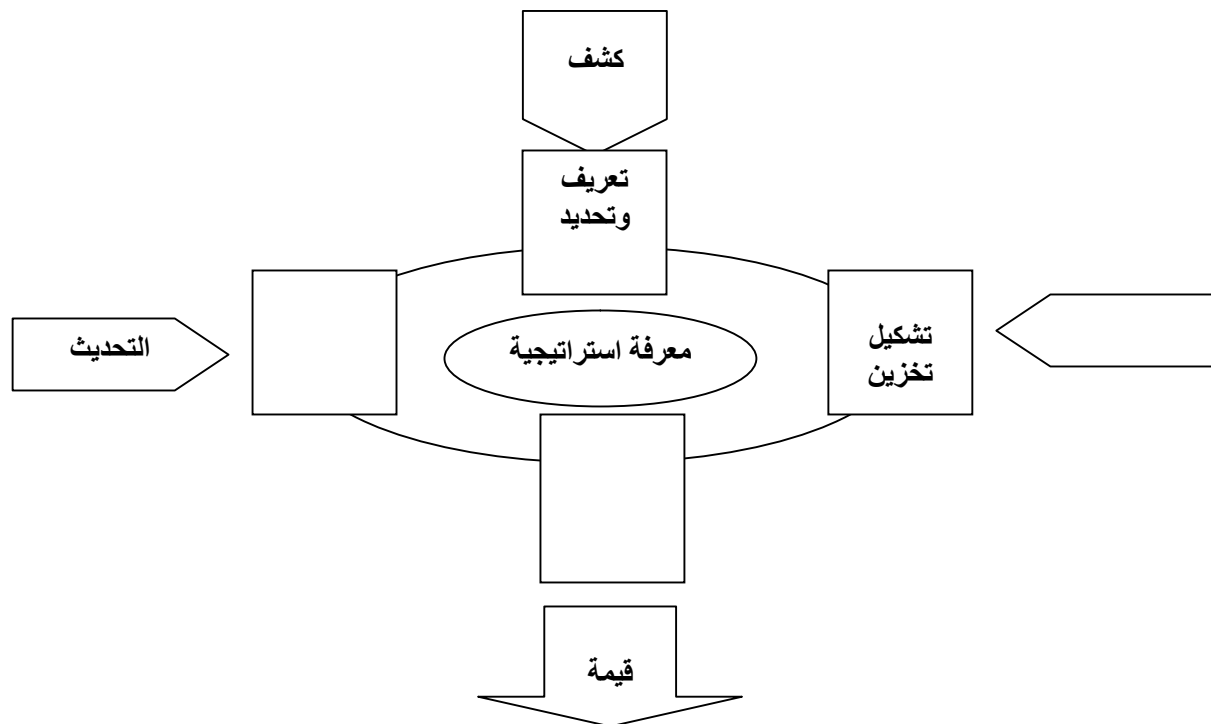 كشف
تعريف
وتحديد
تشكيل
تخزين
معرفة استراتيجية
التحديث
قيمة